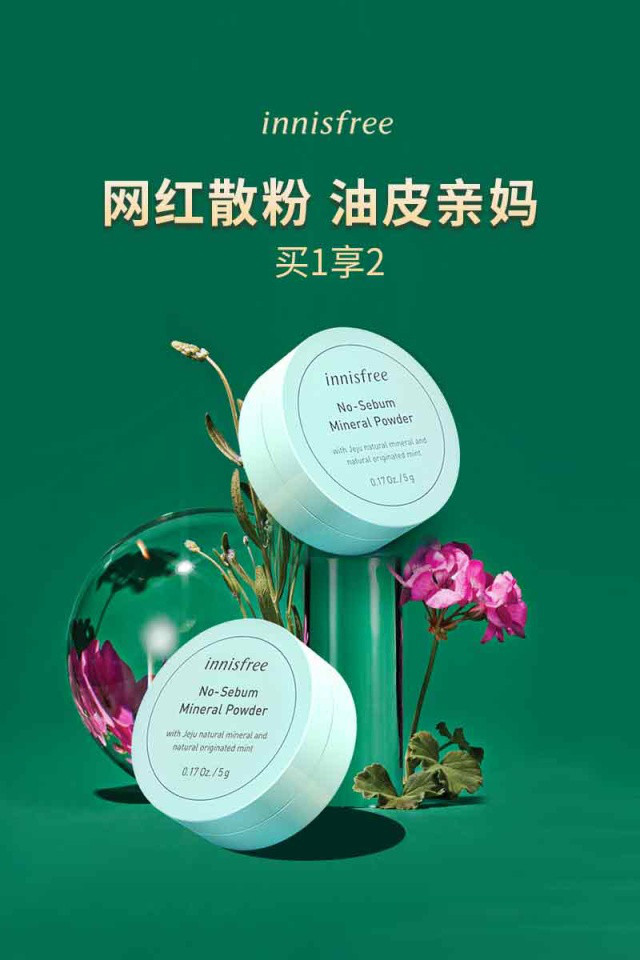 innisfree
网红散粉 油皮亲妈
买1享2
innisfree
No-Sebum
Mineral Powder
with Jeju natural mineral and
natural originated mint
0.17 Oz. / 5 g
innisfree
No-Sebum
Mineral Powder
with Jeju natural mineral and
natural originated mint
0.17 Oz. / 5 g